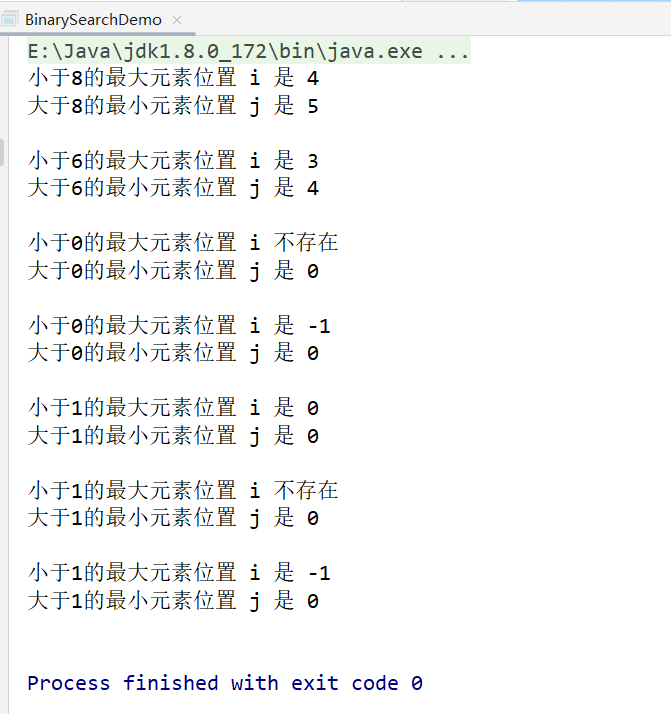 BinarySearchDemo
E:\Java\jdk1.8.0_172\bin\java.exe ...
小于8的最大元素位置 i 是 4
大于8的最小元素位置 j 是 5
小于6的最大元素位置 i 是 3
大于6的最小元素位置 j 是 4
小于0的最大元素位置 i 不存在
大于0的最小元素位置 j 是 0
小于0的最大元素位置 i 是 -1
大于0的最小元素位置 j 是 0
小于1的最大元素位置 i 是 0
大于1的最小元素位置 j 是 0
小于1的最大元素位置 i 不存在
大于1的最小元素位置 j 是 0
小于1的最大元素位置 i 是 -1
大于1的最小元素位置 j 是 0
Process finished with exit code 0